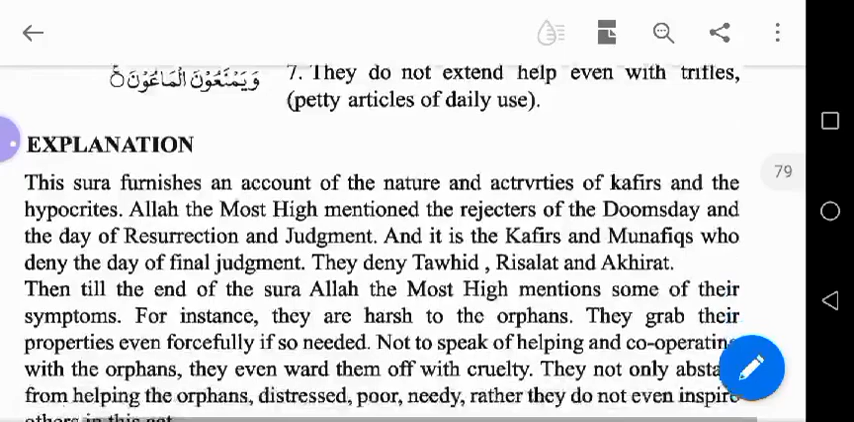 وَيَمْنَعُوْنَ الْمَاعُوْنَ 7. They do not extend help even with trifles,
(petty articles of daily use).
EXPLANATION
79
This sura furnishes an account of the nature and actrvrties of kafirs and the
hypocrites. Allah the Most High mentioned the rejecters of the Doomsday and
the day of Resurrection and Judgment. And it is the Kafirs and Munafiqs who
deny the day of final judgment. They deny Tawhid , Risalat and Akhirat.
Then till the end of the sura Allah the Most High mentions some of their
symptoms. For instance, they are harsh to the orphans. They grab their
properties even forcefully if so needed. Not to speak of helping and co-operatin
with the orphans, they even ward them off with cruelty. They not only absta
from helping the orphans, distressed, poor, needy, rather they do not even inspire
others in this